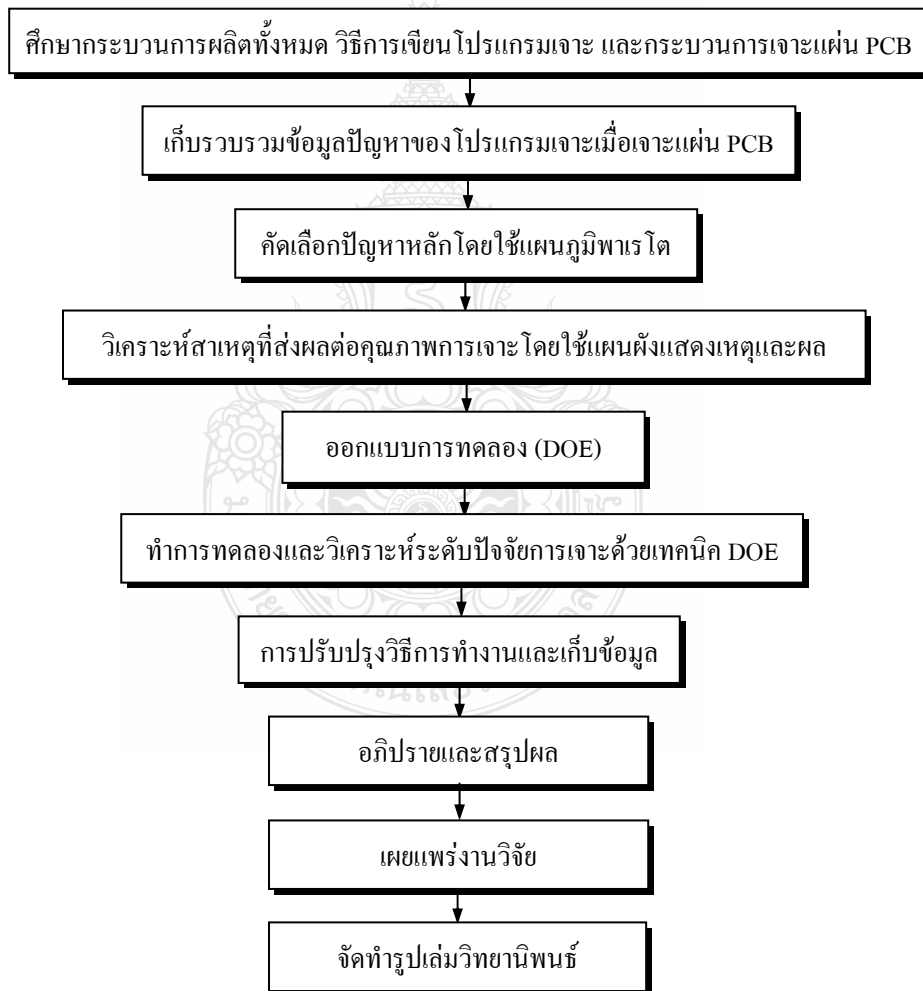 ศึกษากระบวนการผลิตทั้งหมด วิธีการเขียนโปรแกรมเจาะ และกระบวนการเจาะแผ่น PCB
เก็บรวบรวมข้อมูลปัญหาของโปรแกรมเจาะเมื่อเจาะแผ่น PCB
คัดเลือกปัญหาหลักโดยใช้แผนภูมิพาเรโต
วิเคราะห์สาเหตุที่ส่งผลต่อคุณภาพการเจาะโดยใช้แผนผังแสดงเหตุและผล
ออกแบบการทดลอง (DOE)
ทำการทดลองและวิเคราะห์ระดับปัจจัยการเจาะด้วยเทคนิค DOE
การปรับปรุงวิธีการทำงานและเก็บข้อมูล
อภิปรายและสรุปผล
เผยแพร่งานวิจัย
จัดทำรูปเล่มวิทยานิพนธ์